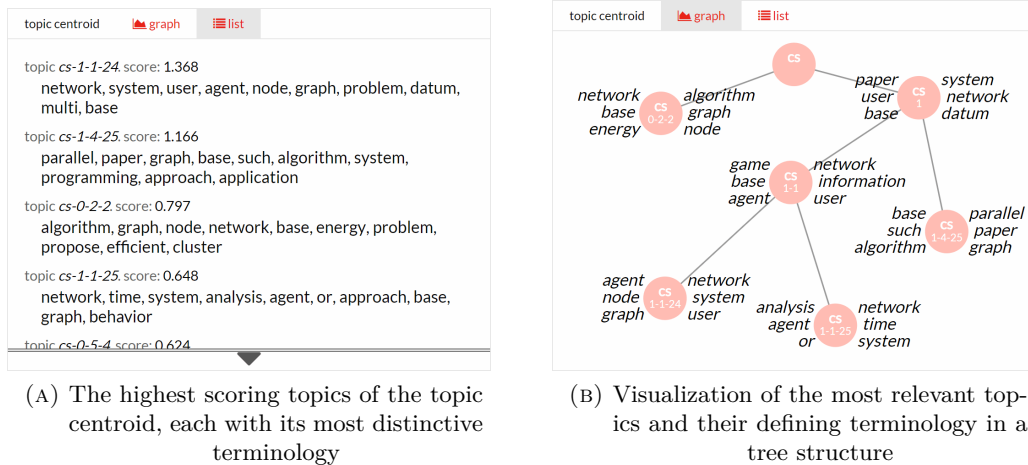 topic centroid graph list
topic cs-1-1-24. score: 1.368
network, system, user, agent, node, graph, problem, datum,
multi, base
topic cs-1-4-25. score: 1.166
parallel, paper, graph, base, such, algorithm, system,
programming, approach, application
topic cs-0-2-2. score: 0.797
algorithm, graph, node, network, base, energy, problem,
propose, efficient, cluster
topic cs-1-1-25. score: 0.648
network, time, system, analysis, agent, or, approach, base,
graph, behavior
topic cs-0-5-4. score: 0.624
(A) The highest scoring topics of the topic
centroid, each with its most distinctive
terminology
topic centroid graph list
CS
network
base
energy
CS
0-2-2
algorithm
graph
node
paper
user
base
CS
1
system
network
datum
game
base
agent
CS
1-1
network
information
user
base
such
algorithm
CS
1-4-25
parallel
paper
graph
agent
node
graph
CS
1-1-24
network
system
user
analysis
agent
or
CS
1-1-25
network
time
system
(B) Visualization of the most relevant top-
ics and their defining terminology in a
tree structure